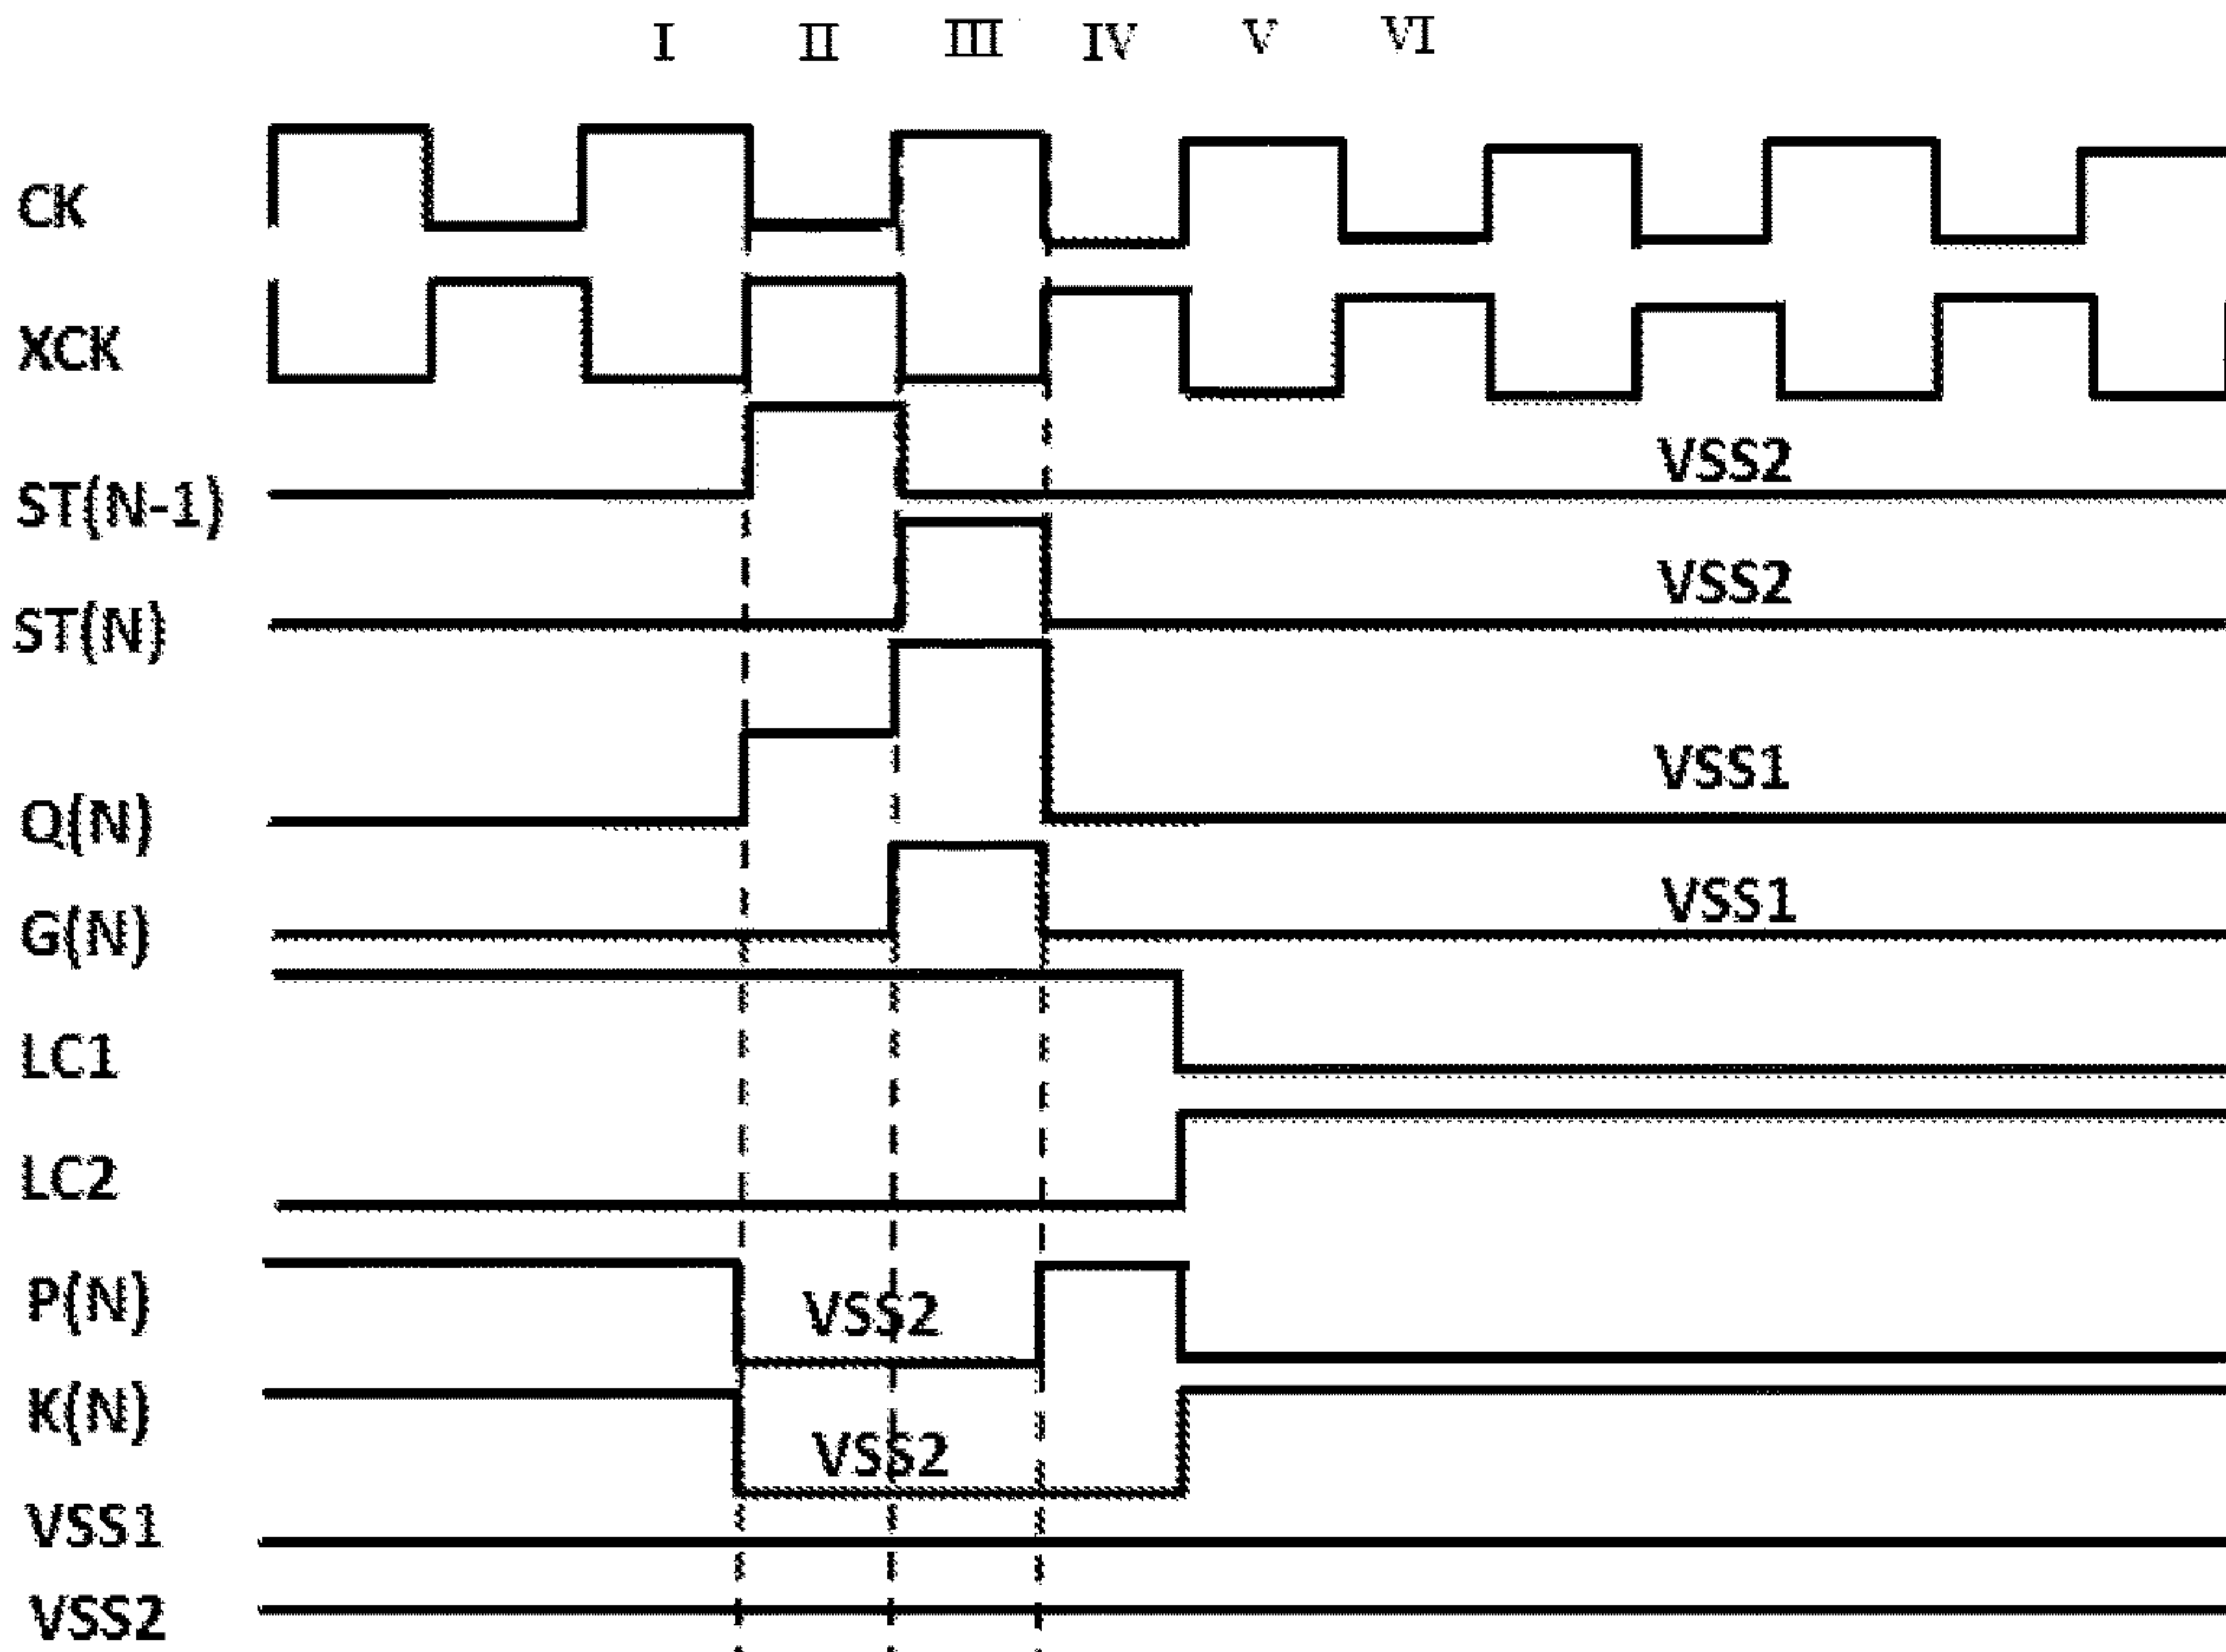 I II III IV V VI
CK
XCK
VSS2
ST(N-1)
VSS2
ST(N)
VSS1
Q(N)
VSS1
G(N)
LC1
LC2
P(N) VSS2
K(N)
VSS2
VSS1
VSS2